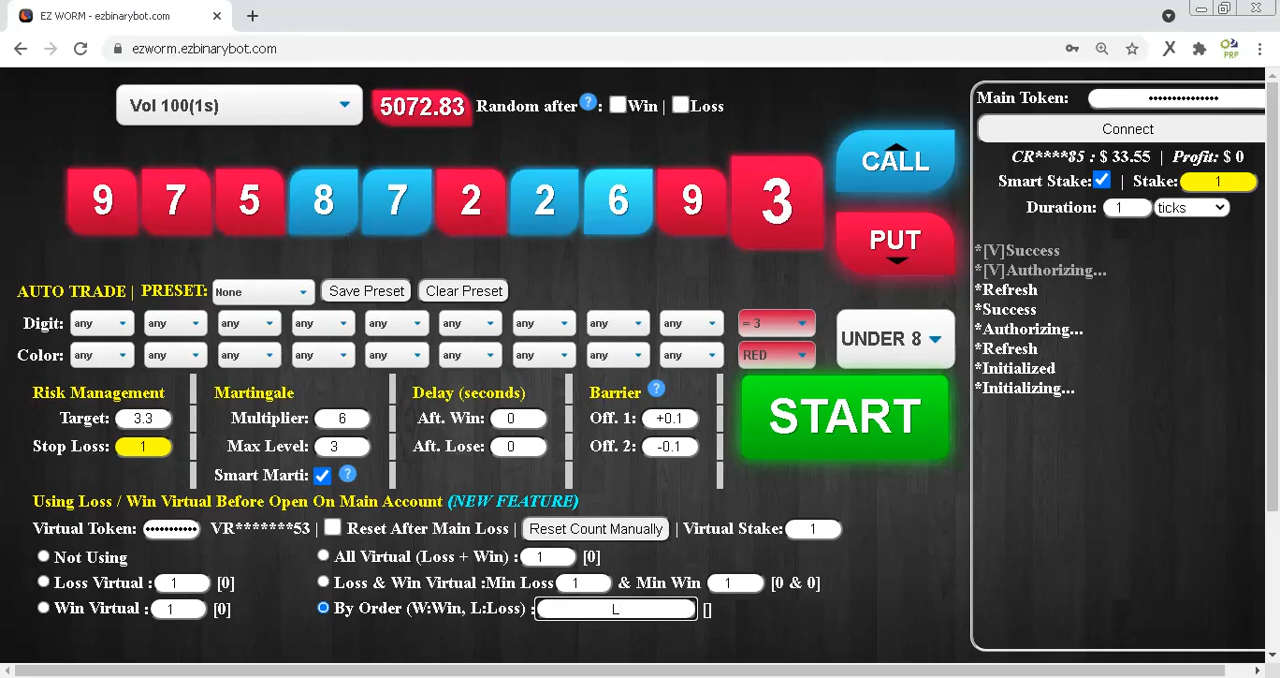 EZ WORM - ezbinarybot.com
ezworm.ezbinarybot.com
PRP
Vol 100(1s)
5072.83
Random after ? : Win | Loss
9 7 5 8 7 2 2 6 9 3
CALL
PUT
AUTO TRADE | PRESET: None Save Preset Clear Preset
Digit: any any any any any any any any any = 3
Color: any any any any any any any any any RED
UNDER 8
START
Risk Management
Target: 3.3
Stop Loss: 1
Martingale
Multiplier: 6
Max Level: 3
Smart Marti: ?
Delay (seconds)
Aft. Win: 0
Aft. Lose: 0
Barrier ?
Off. 1: +0.1
Off. 2: -0.1
Using Loss / Win Virtual Before Open On Main Account (NEW FEATURE)
Virtual Token: ••••••••••• VR*******53 | Reset After Main Loss | Reset Count Manually | Virtual Stake: 1
Not Using
All Virtual (Loss + Win) : 1 [0]
Loss Virtual : 1 [0]
Loss & Win Virtual :Min Loss 1 & Min Win 1 [0 & 0]
Win Virtual : 1 [0]
By Order (W:Win, L:Loss) : L []
Main Token: •••••••••••••••
Connect
CR****85 : $ 33.55 | Profit: $ 0
Smart Stake: | Stake: 1
Duration: 1 ticks
*[V]Success
*[V]Authorizing...
*Refresh
*Success
*Authorizing...
*Refresh
*Initialized
*Initializing...